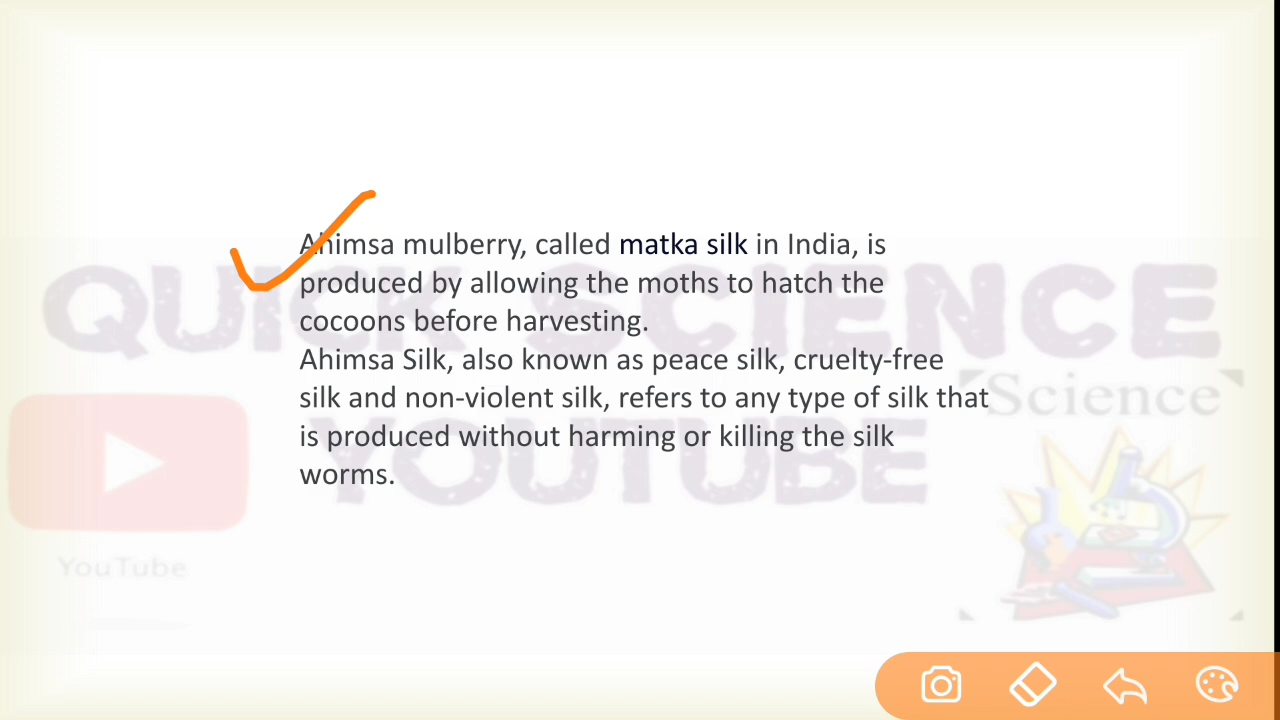 Ahimsa mulberry, called matka silk in India, is
produced by allowing the moths to hatch the
cocoons before harvesting.
Ahimsa Silk, also known as peace silk, cruelty-free
silk and non-violent silk, refers to any type of silk that
is produced without harming or killing the silk
worms.
QUICK SCIENCE
Science
YOUTUBE
YouTube